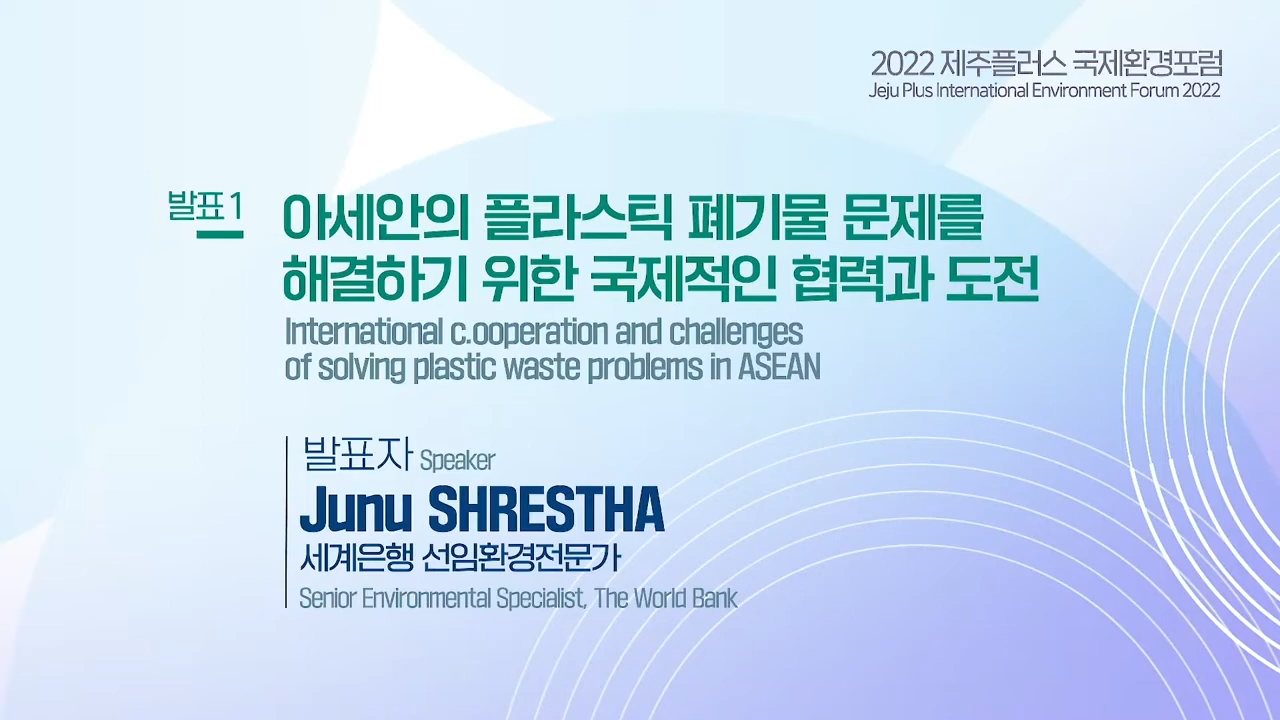 2022 제주플러스 국제환경포럼
Jeju Plus International Environment Forum 2022
발표 1
아세안의 플라스틱 폐기물 문제를
해결하기 위한 국제적인 협력과 도전
International c.ooperation and challenges
of solving plastic waste problems in ASEAN
발표자 Speaker
Junu SHRESTHA
세계은행 선임환경전문가
Senior Environmental Specialist, The World Bank